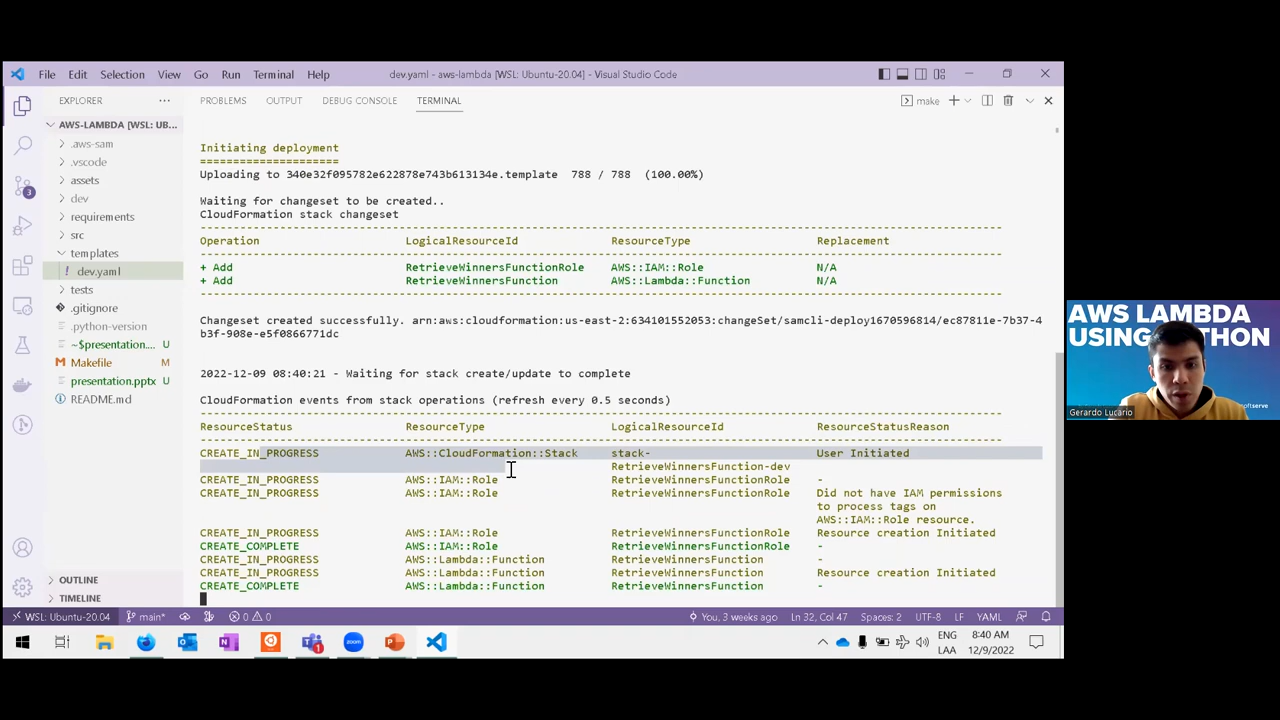 File Edit Selection View Go Run Terminal Help
dev.yaml - aws-lambda [WSL: Ubuntu-20.04] - Visual Studio Code
EXPLORER
PROBLEMS OUTPUT DEBUG CONSOLE TERMINAL
make
AWS-LAMBDA [WSL: UB...
.aws-sam
.vscode
assets
dev
requirements
src
templates
! dev.yaml
tests
.gitignore
.python-version
~$presentation.... U
Makefile M
presentation.pptx U
README.md
OUTLINE
TIMELINE
3
Initiating deployment
=====================
Uploading to 340e32f095782e622878e743b613134e.template 788 / 788 (100.00%)
Waiting for changeset to be created..
CloudFormation stack changeset
Operation LogicalResourceId ResourceType Replacement
+ Add RetrieveWinnersFunctionRole AWS::IAM::Role N/A
+ Add RetrieveWinnersFunction AWS::Lambda::Function N/A
Changeset created successfully. arn:aws:cloudformation:us-east-2:634101552053:changeSet/samcli-deploy1670596814/ec87811e-7b37-4
b3f-908e-e5f0866771dc
2022-12-09 08:40:21 - Waiting for stack create/update to complete
CloudFormation events from stack operations (refresh every 0.5 seconds)
ResourceStatus ResourceType LogicalResourceId ResourceStatusReason
CREATE_IN_PROGRESS AWS::CloudFormation::Stack stack- User Initiated
RetrieveWinnersFunction-dev
CREATE_IN_PROGRESS AWS::IAM::Role RetrieveWinnersFunctionRole -
CREATE_IN_PROGRESS AWS::IAM::Role RetrieveWinnersFunctionRole Did not have IAM permissions
to process tags on
AWS::IAM::Role resource.
CREATE_IN_PROGRESS AWS::IAM::Role RetrieveWinnersFunctionRole Resource creation Initiated
CREATE_COMPLETE AWS::IAM::Role RetrieveWinnersFunctionRole -
CREATE_IN_PROGRESS AWS::Lambda::Function RetrieveWinnersFunction -
CREATE_IN_PROGRESS AWS::Lambda::Function RetrieveWinnersFunction Resource creation Initiated
CREATE_COMPLETE AWS::Lambda::Function RetrieveWinnersFunction -
WSL: Ubuntu-20.04 main* 0 0 You, 3 weeks ago Ln 32, Col 47 Spaces: 2 UTF-8 LF YAML
ENG 8:40 AM
LAA 12/9/2022
AWS LAMBDA
USING THON
Gerardo Lucario